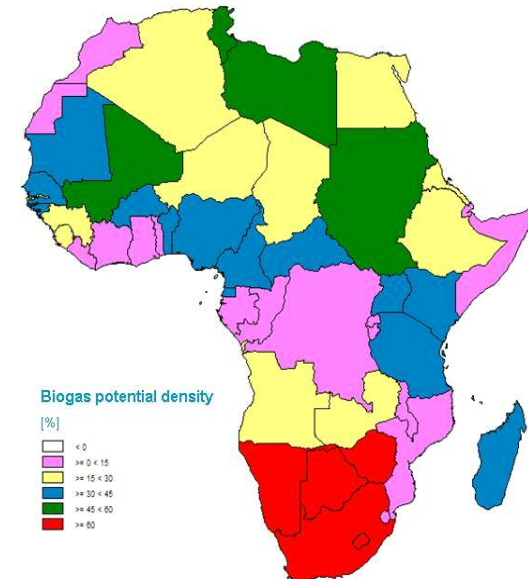 Biogas potential density
[%]
< 0
>= 0 < 15
>= 15 < 30
>= 30 < 45
>= 45 < 60
>= 60